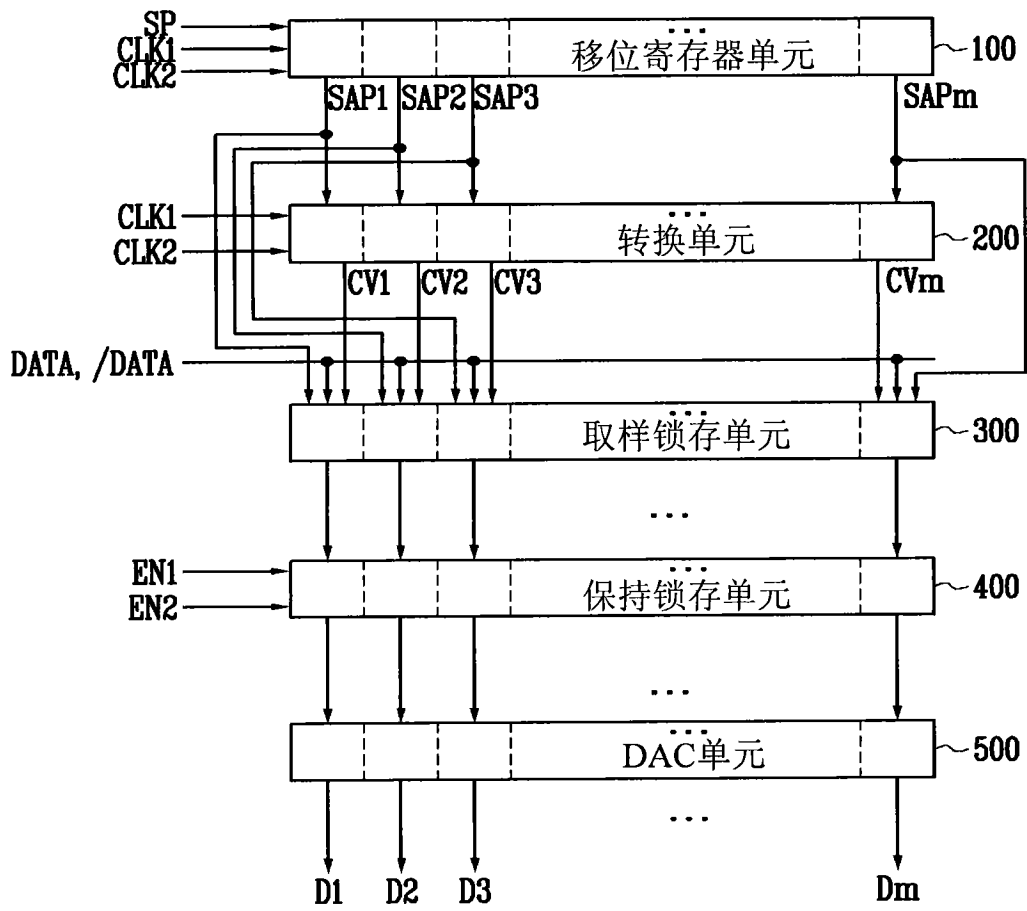 SP
CLK1
CLK2
...
移位寄存器单元
100
SAP1 SAP2 SAP3 SAPm
CLK1
CLK2
...
转换单元
200
CV1 CV2 CV3 CVm
DATA, /DATA
...
取样锁存单元
300
...
EN1
EN2
...
保持锁存单元
400
...
...
DAC单元
500
...
D1 D2 D3 Dm